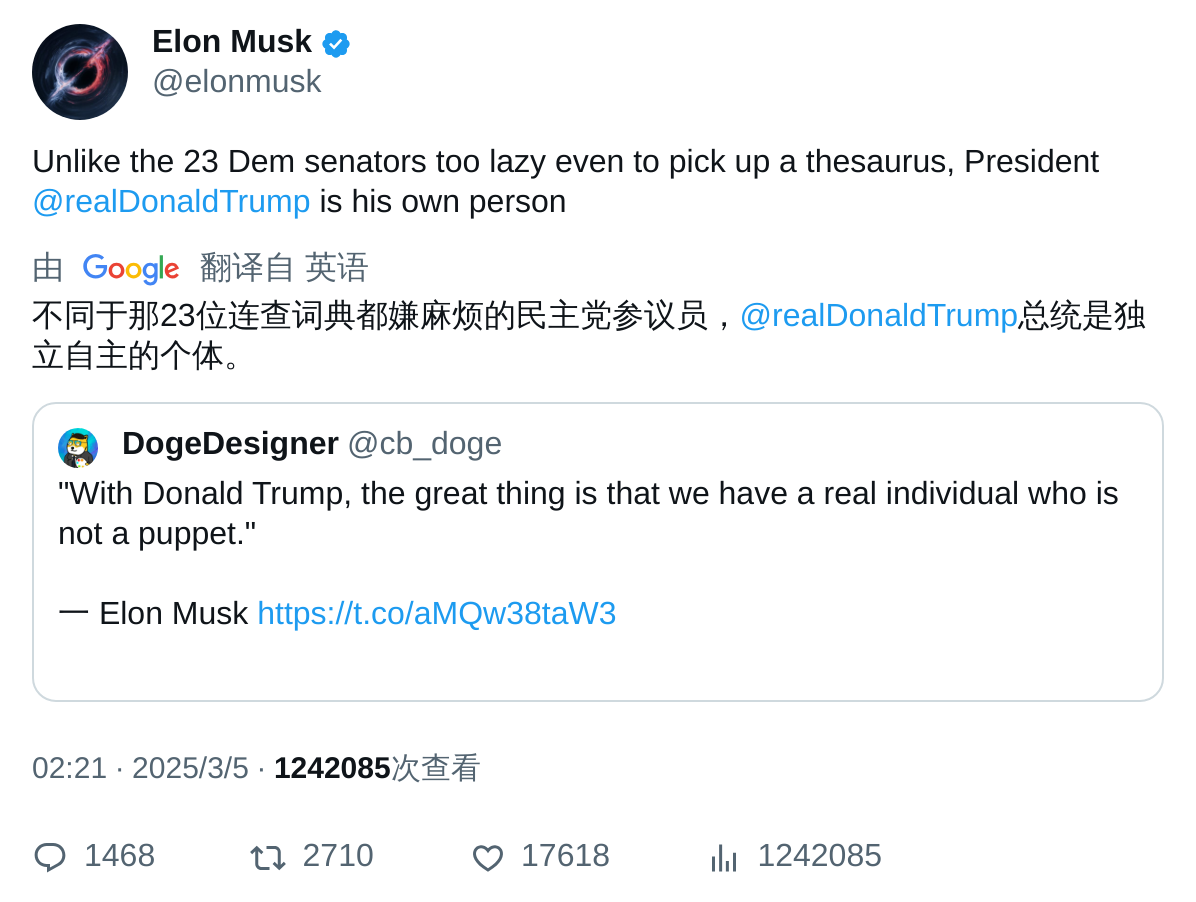 Elon Musk
@elonmusk
Unlike the 23 Dem senators too lazy even to pick up a thesaurus, President
@realDonaldTrump is his own person
由 Google 翻译自 英语
不同于那23位连查词典都嫌麻烦的民主党参议员，@realDonaldTrump总统是独
立自主的个体。
DogeDesigner @cb_doge
"With Donald Trump, the great thing is that we have a real individual who is
not a puppet."
一 Elon Musk https://t.co/aMQw38taW3
02:21 · 2025/3/5 · 1242085次查看
1468 2710 17618 1242085